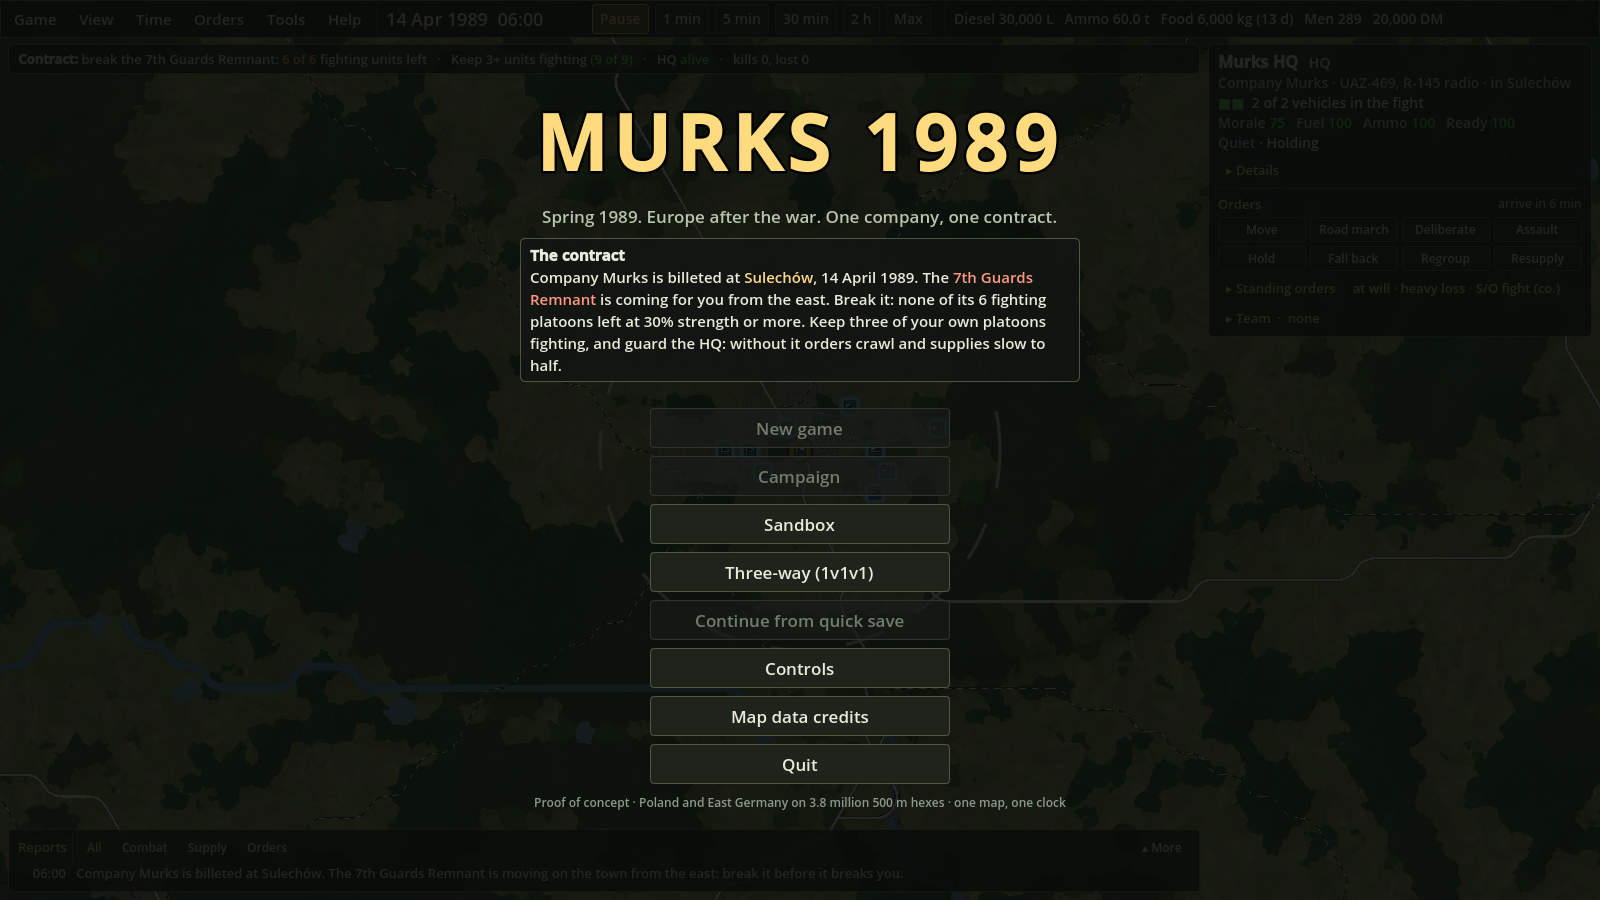 Game View Time Orders Tools Help 14 Apr 1989 06:00 Pause 1 min 5 min 30 min 2 h Max Diesel 30,000 L Ammo 60.0 t Food 6,000 kg (13 d) Men 289 20,000 DM
Contract: break the 7th Guards Remnant: 6 of 6 fighting units left · Keep 3+ units fighting (9 of 9) · HQ alive · kills 0, lost 0
Murks HQ HQ
Company Murks · UAZ-469, R-145 radio · in Sulechów
2 of 2 vehicles in the fight
Morale 75 Fuel 100 Ammo 100 Ready 100
Quiet · Holding
▸ Details
Orders arrive in 6 min
Move Road march Deliberate Assault
Hold Fall back Regroup Resupply
▸ Standing orders at will · heavy loss · S/O fight (co.)
▸ Team · none
MURKS 1989
Spring 1989. Europe after the war. One company, one contract.
The contract
Company Murks is billeted at Sulechów, 14 April 1989. The 7th Guards
Remnant is coming for you from the east. Break it: none of its 6 fighting
platoons left at 30% strength or more. Keep three of your own platoons
fighting, and guard the HQ: without it orders crawl and supplies slow to
half.
New game
Campaign
Sandbox
Three-way (1v1v1)
Continue from quick save
Controls
Map data credits
Quit
Proof of concept · Poland and East Germany on 3.8 million 500 m hexes · one map, one clock
Reports All Combat Supply Orders ▴ More
06:00 Company Murks is billeted at Sulechów. The 7th Guards Remnant is moving on the town from the east: break it before it breaks you.